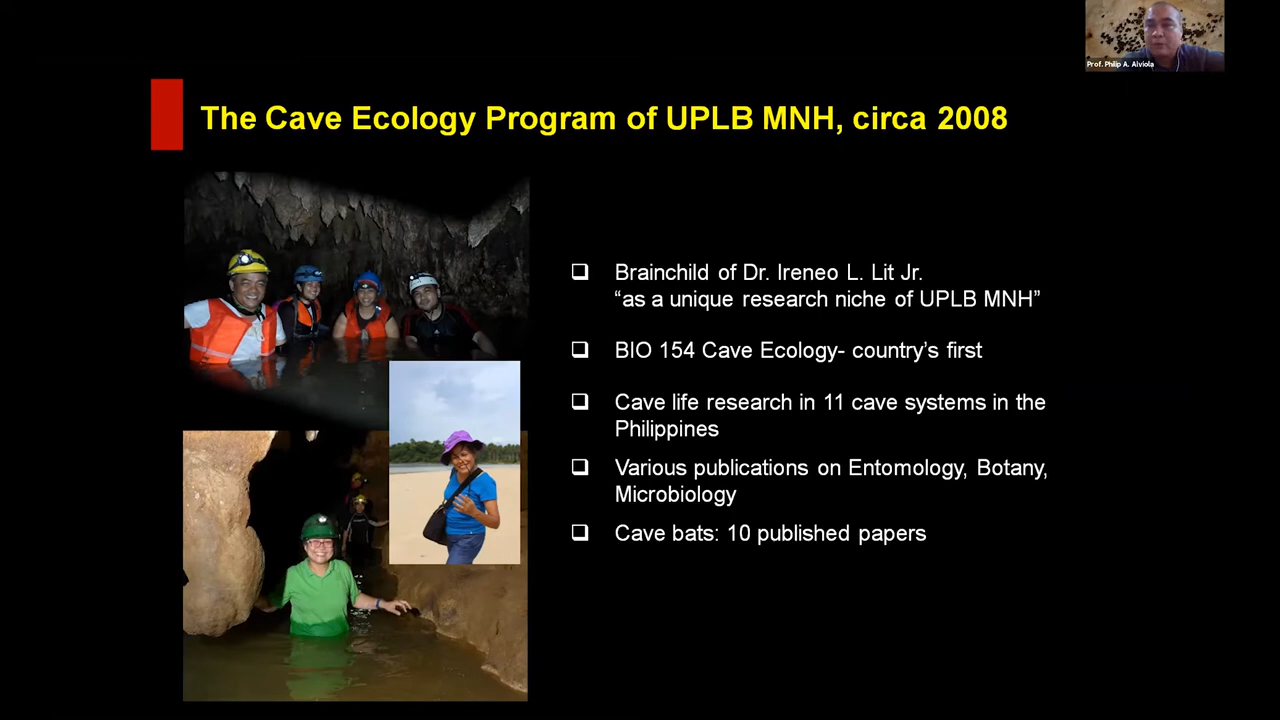 Prof. Philip A. Alviola
The Cave Ecology Program of UPLB MNH, circa 2008
Brainchild of Dr. Ireneo L. Lit Jr.
“as a unique research niche of UPLB MNH”
BIO 154 Cave Ecology- country’s first
Cave life research in 11 cave systems in the
Philippines
Various publications on Entomology, Botany,
Microbiology
Cave bats: 10 published papers